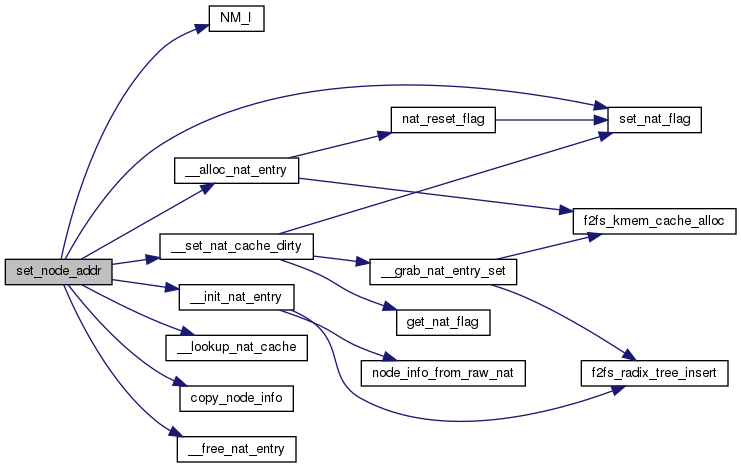 NM_I
nat_reset_flag
set_nat_flag
__alloc_nat_entry
f2fs_kmem_cache_alloc
__set_nat_cache_dirty
set_node_addr
__grab_nat_entry_set
__init_nat_entry
get_nat_flag
__lookup_nat_cache
node_info_from_raw_nat
f2fs_radix_tree_insert
copy_node_info
__free_nat_entry